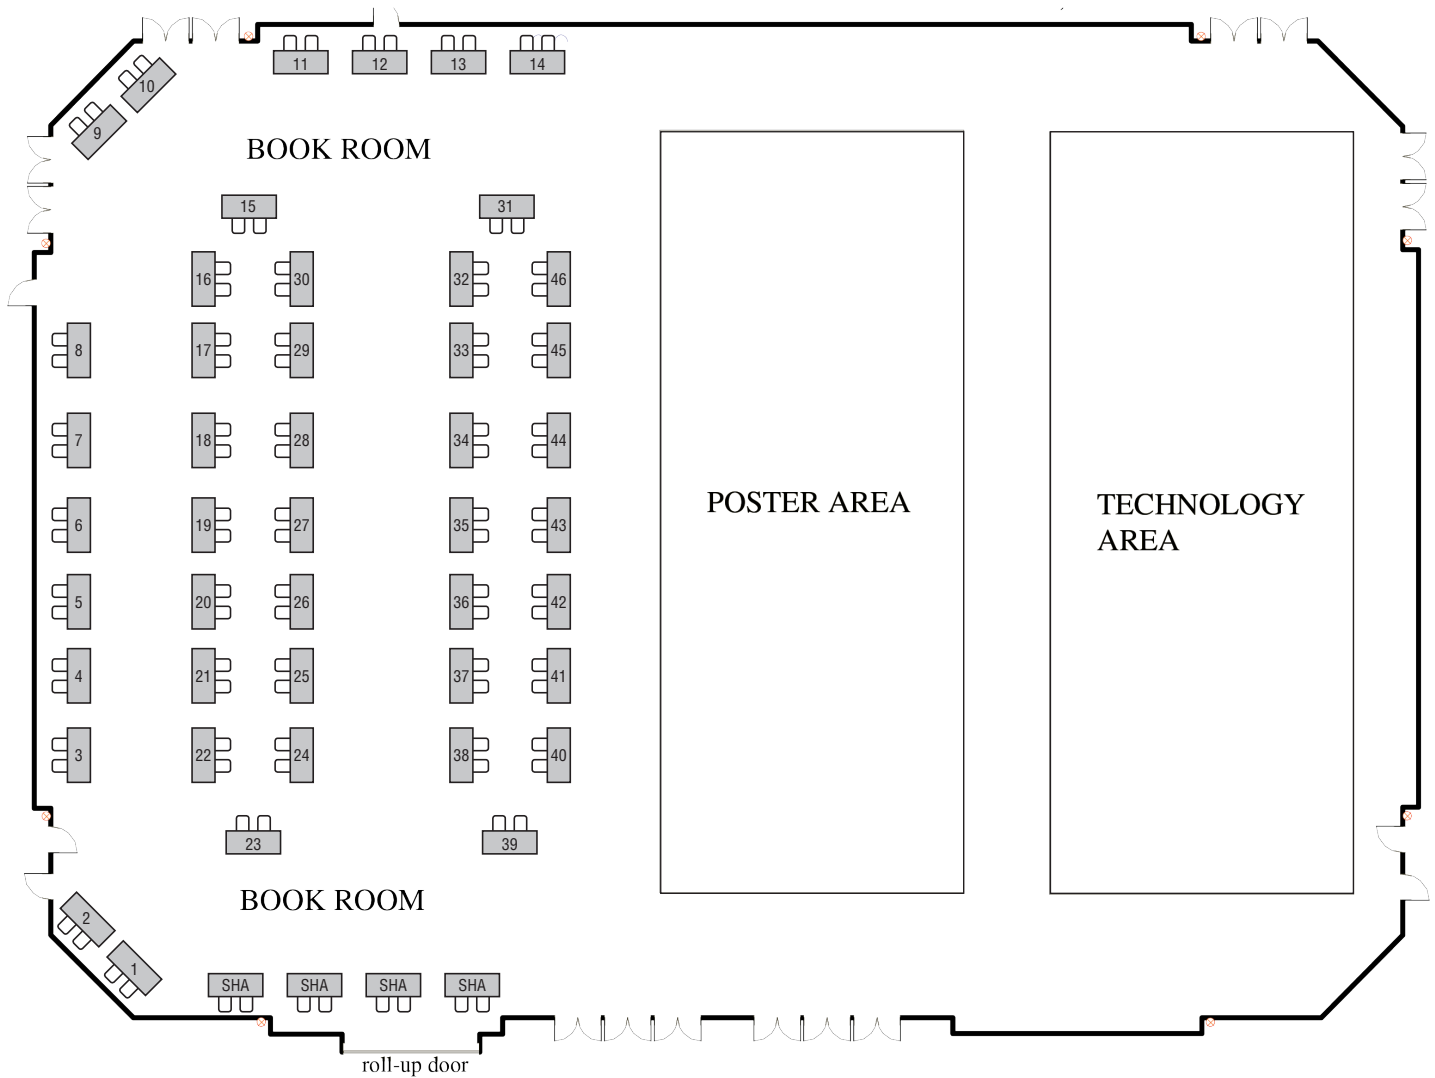 11 12 13 14
10
9
BOOK ROOM
15 31
16 30 32 46
8 17 29 33 45
7 18 28 34 44
POSTER AREA
TECHNOLOGY
AREA
6 19 27 35 43
5 20 26 36 42
4 21 25 37 41
3 22 24 38 40
23 39
BOOK ROOM
2
1
SHA SHA SHA SHA
roll-up door